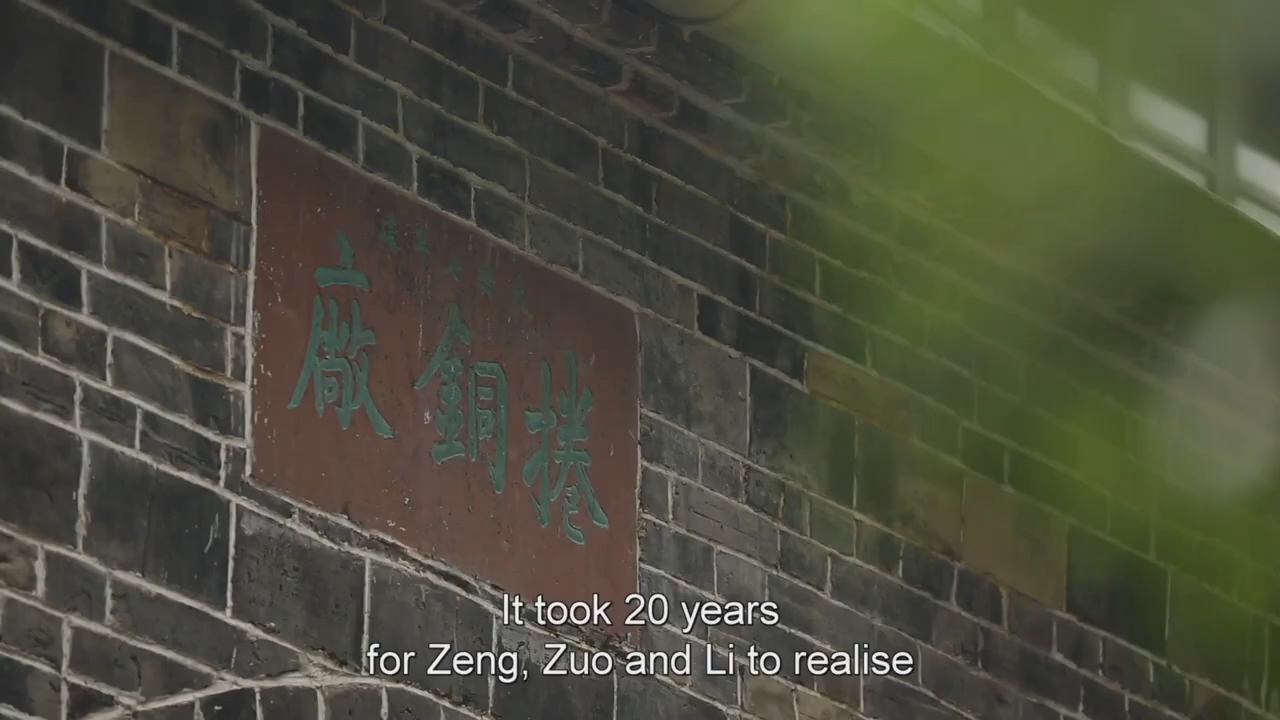 捲銅廠
It took 20 years
for Zeng, Zuo and Li to realise